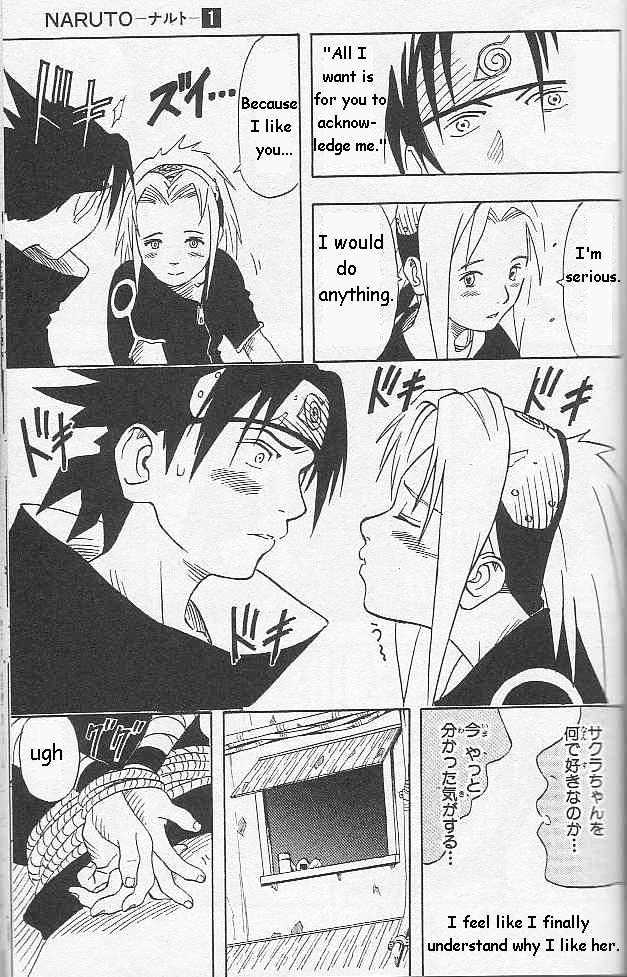 NARUTO—ナルト— 1
"All I
want is
for you to
acknow-
ledge me."
Because
I like
you...
ズイ…
I'm
serious.
I would
do
anything.
ドキ
ドキ
ドキ
ドキ
う〜
サクラちゃんを
何で好きなのか…
今 やっと
分かった気がする…
I feel like I finally
understand why I like her.
ググッ
ugh